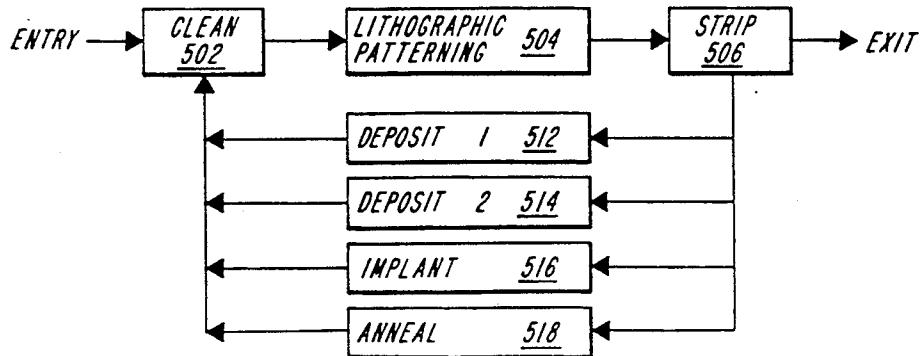 ENTRY
CLEAN
502
LITHOGRAPHIC
PATTERNING 504
STRIP
506
EXIT
DEPOSIT 1 512
DEPOSIT 2 514
IMPLANT 516
ANNEAL 518